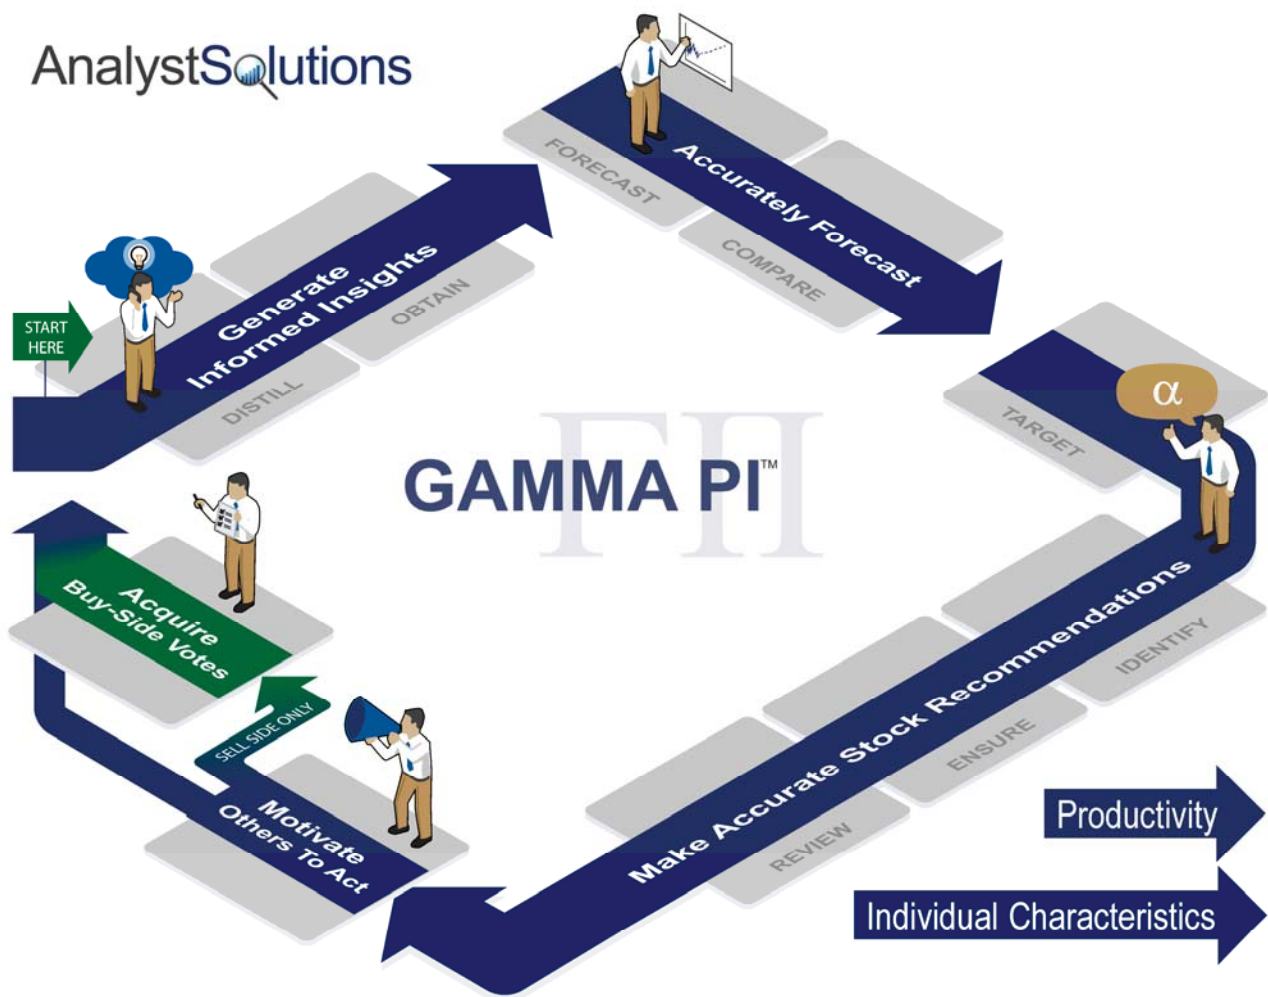 AnalystSolutions
FORECAST
Accurately Forecast
COMPARE
START
HERE
Generate
Informed Insights
OBTAIN
DISTILL
α
TARGET
ΓΠ
GAMMA PI™
Acquire
Buy-Side Votes
SELL SIDE ONLY
Motivate
Others To Act
Make Accurate Stock Recommendations
IDENTIFY
ENSURE
REVIEW
Productivity
Individual Characteristics